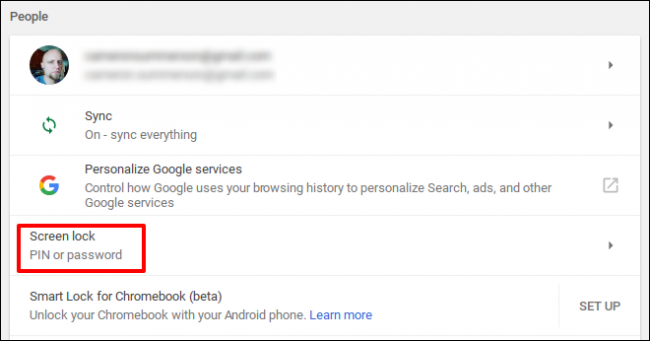 People
Sync
On - sync everything
Personalize Google services
Control how Google uses your browsing history to personalize Search, ads, and other
Google services
Screen lock
PIN or password
Smart Lock for Chromebook (beta)
SET UP
Unlock your Chromebook with your Android phone. Learn more